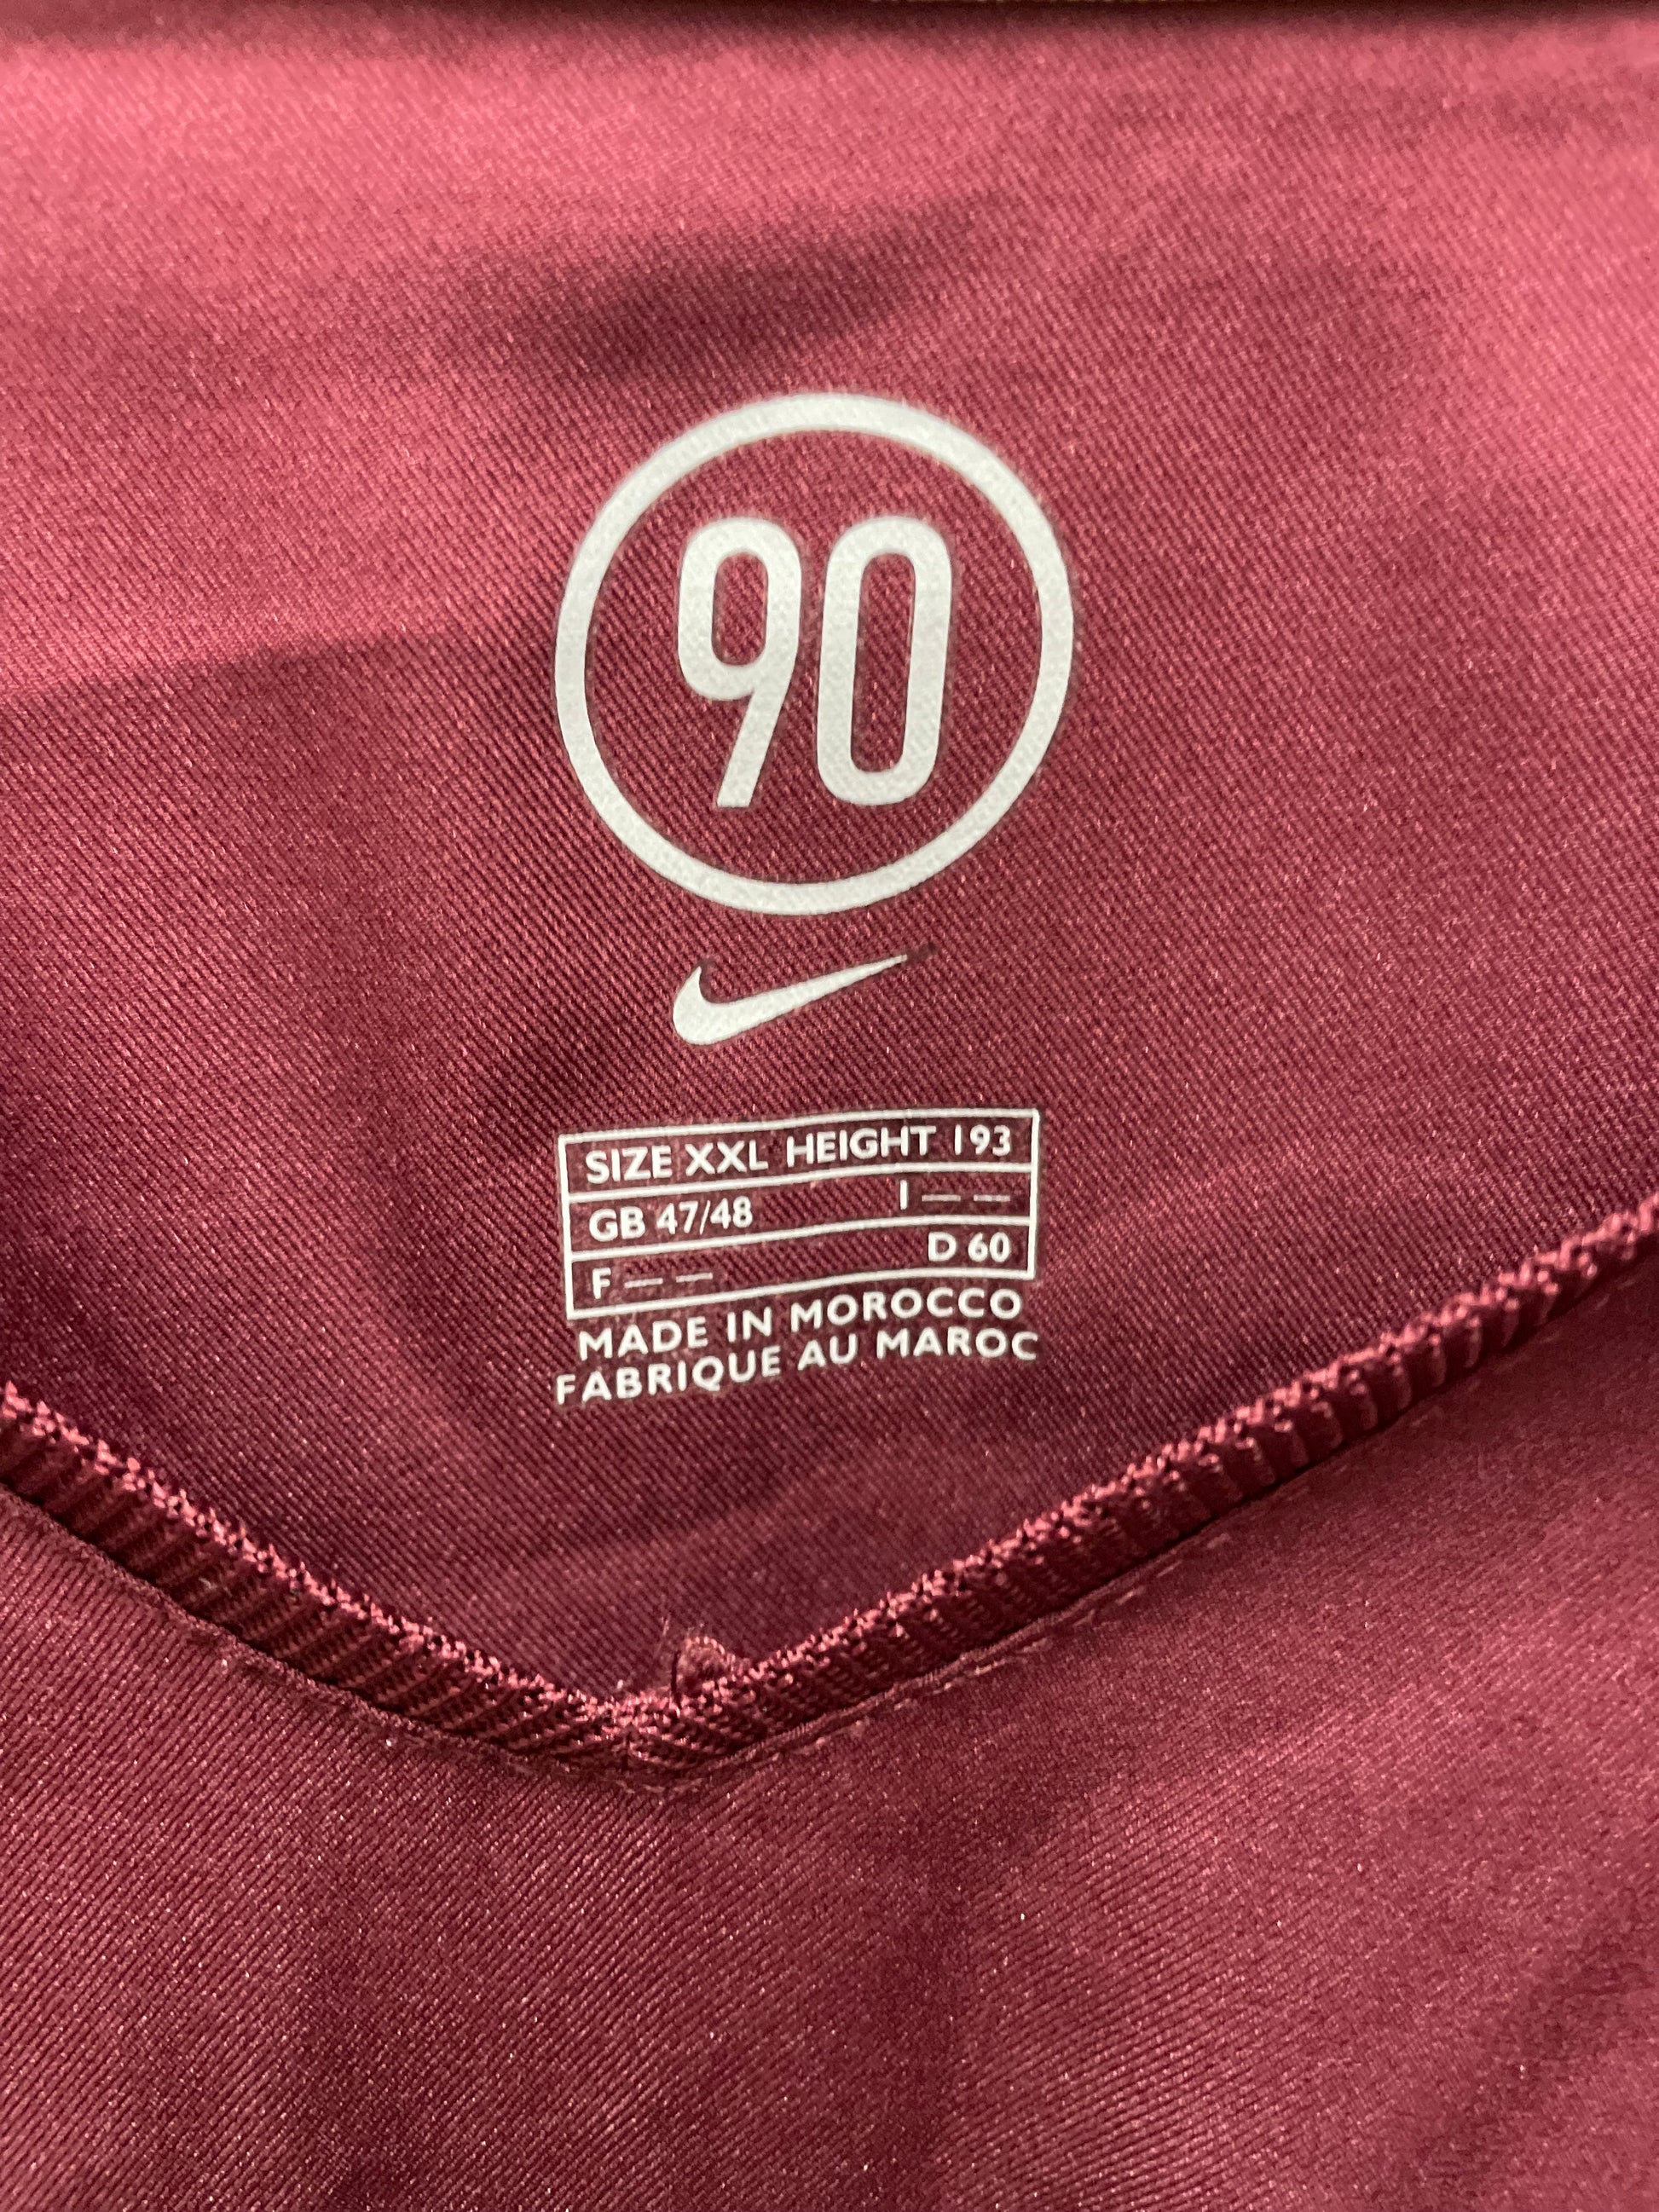 90
SIZE XXL HEIGHT 193
GB 47/48 I — —
F — — D 60
MADE IN MOROCCO
FABRIQUE AU MAROC